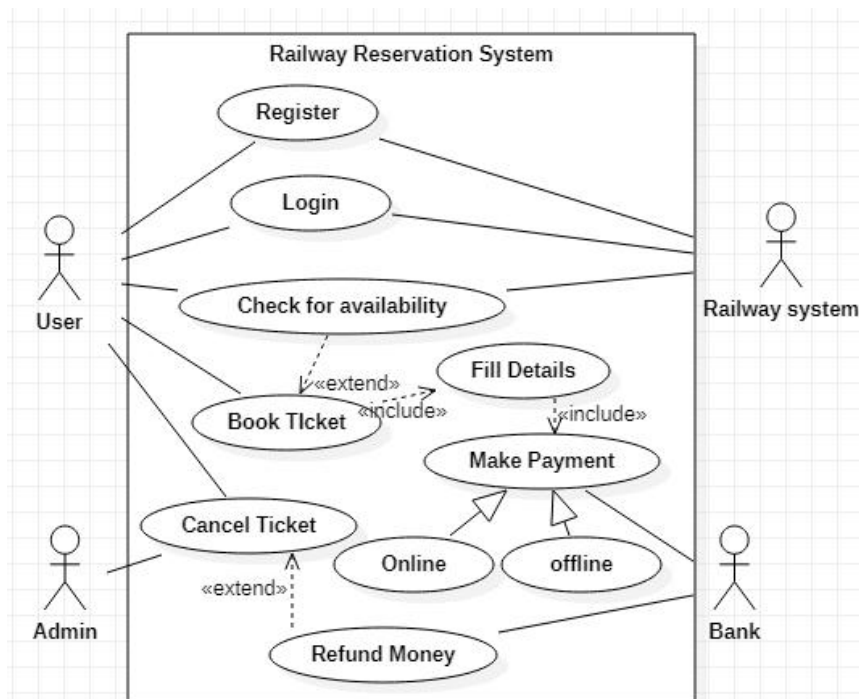 Railway Reservation System
Register
Login
User
Railway system
Check for availability
«extend»
Fill Details
Book TIcket
«include»
«include»
Make Payment
Cancel Ticket
Online
offline
«extend»
Admin
Bank
Refund Money